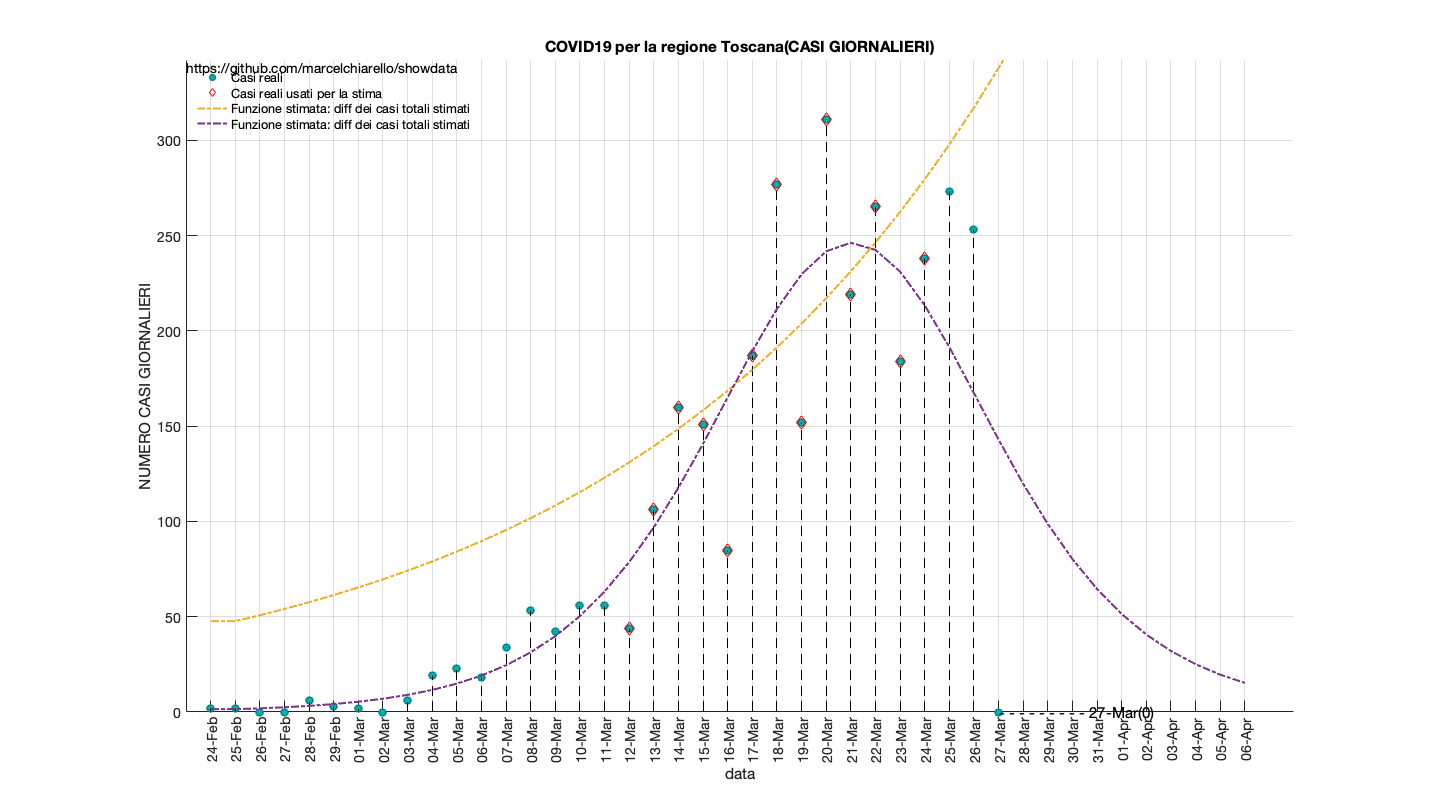 COVID19 per la regione Toscana(CASI GIORNALIERI)
https://github.com/marcelchiarello/showdata
Casi reali
Casi reali usati per la stima
Funzione stimata: diff dei casi totali stimati
Funzione stimata: diff dei casi totali stimati
NUMERO CASI GIORNALIERI
300
250
200
150
100
50
0
27-Mar(0)
24-Feb
25-Feb
26-Feb
27-Feb
28-Feb
29-Feb
01-Mar
02-Mar
03-Mar
04-Mar
05-Mar
06-Mar
07-Mar
08-Mar
09-Mar
10-Mar
11-Mar
12-Mar
13-Mar
14-Mar
15-Mar
16-Mar
17-Mar
18-Mar
19-Mar
20-Mar
21-Mar
22-Mar
23-Mar
24-Mar
25-Mar
26-Mar
27-Mar
28-Mar
29-Mar
30-Mar
31-Mar
01-Apr
02-Apr
03-Apr
04-Apr
05-Apr
06-Apr
data